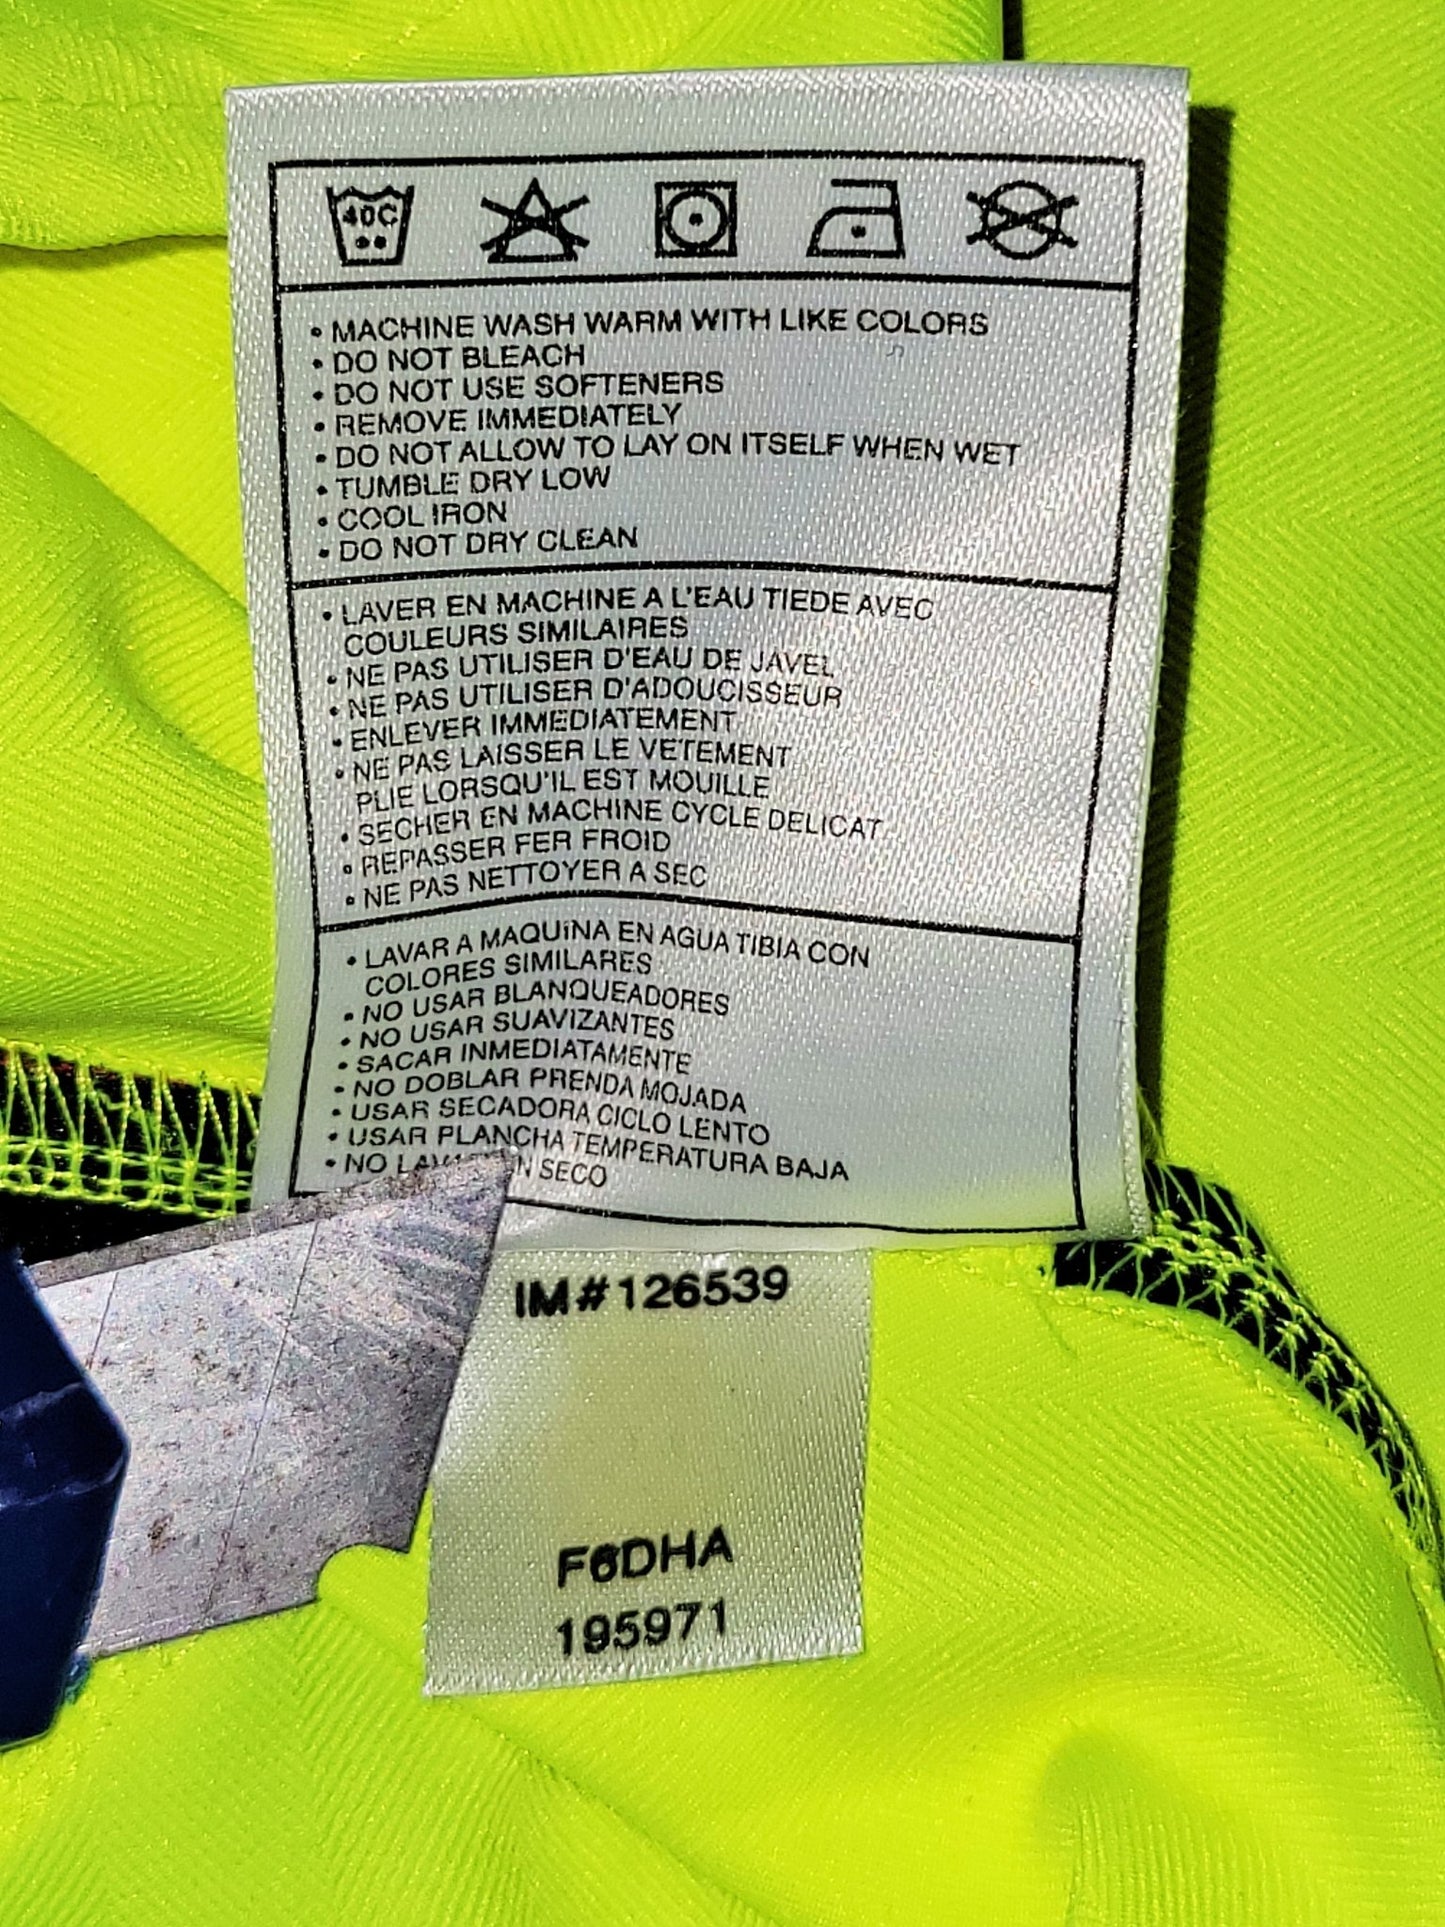 40C
• MACHINE WASH WARM WITH LIKE COLORS
• DO NOT BLEACH
• DO NOT USE SOFTENERS
• REMOVE IMMEDIATELY
• DO NOT ALLOW TO LAY ON ITSELF WHEN WET
• TUMBLE DRY LOW
• COOL IRON
• DO NOT DRY CLEAN
• LAVER EN MACHINE A L'EAU TIEDE AVEC
COULEURS SIMILAIRES
• NE PAS UTILISER D'EAU DE JAVEL
• NE PAS UTILISER D'ADOUCISSEUR
• ENLEVER IMMEDIATEMENT
• NE PAS LAISSER LE VETEMENT
PLIE LORSQU'IL EST MOUILLE
• SECHER EN MACHINE CYCLE DELICAT
• REPASSER FER FROID
• NE PAS NETTOYER A SEC
• LAVAR A MAQUINA EN AGUA TIBIA CON
COLORES SIMILARES
• NO USAR BLANQUEADORES
• NO USAR SUAVIZANTES
• SACAR INMEDIATAMENTE
• NO DOBLAR PRENDA MOJADA
• USAR SECADORA CICLO LENTO
• USAR PLANCHA TEMPERATURA BAJA
• NO SECO
IM#126539
F6DHA
195971